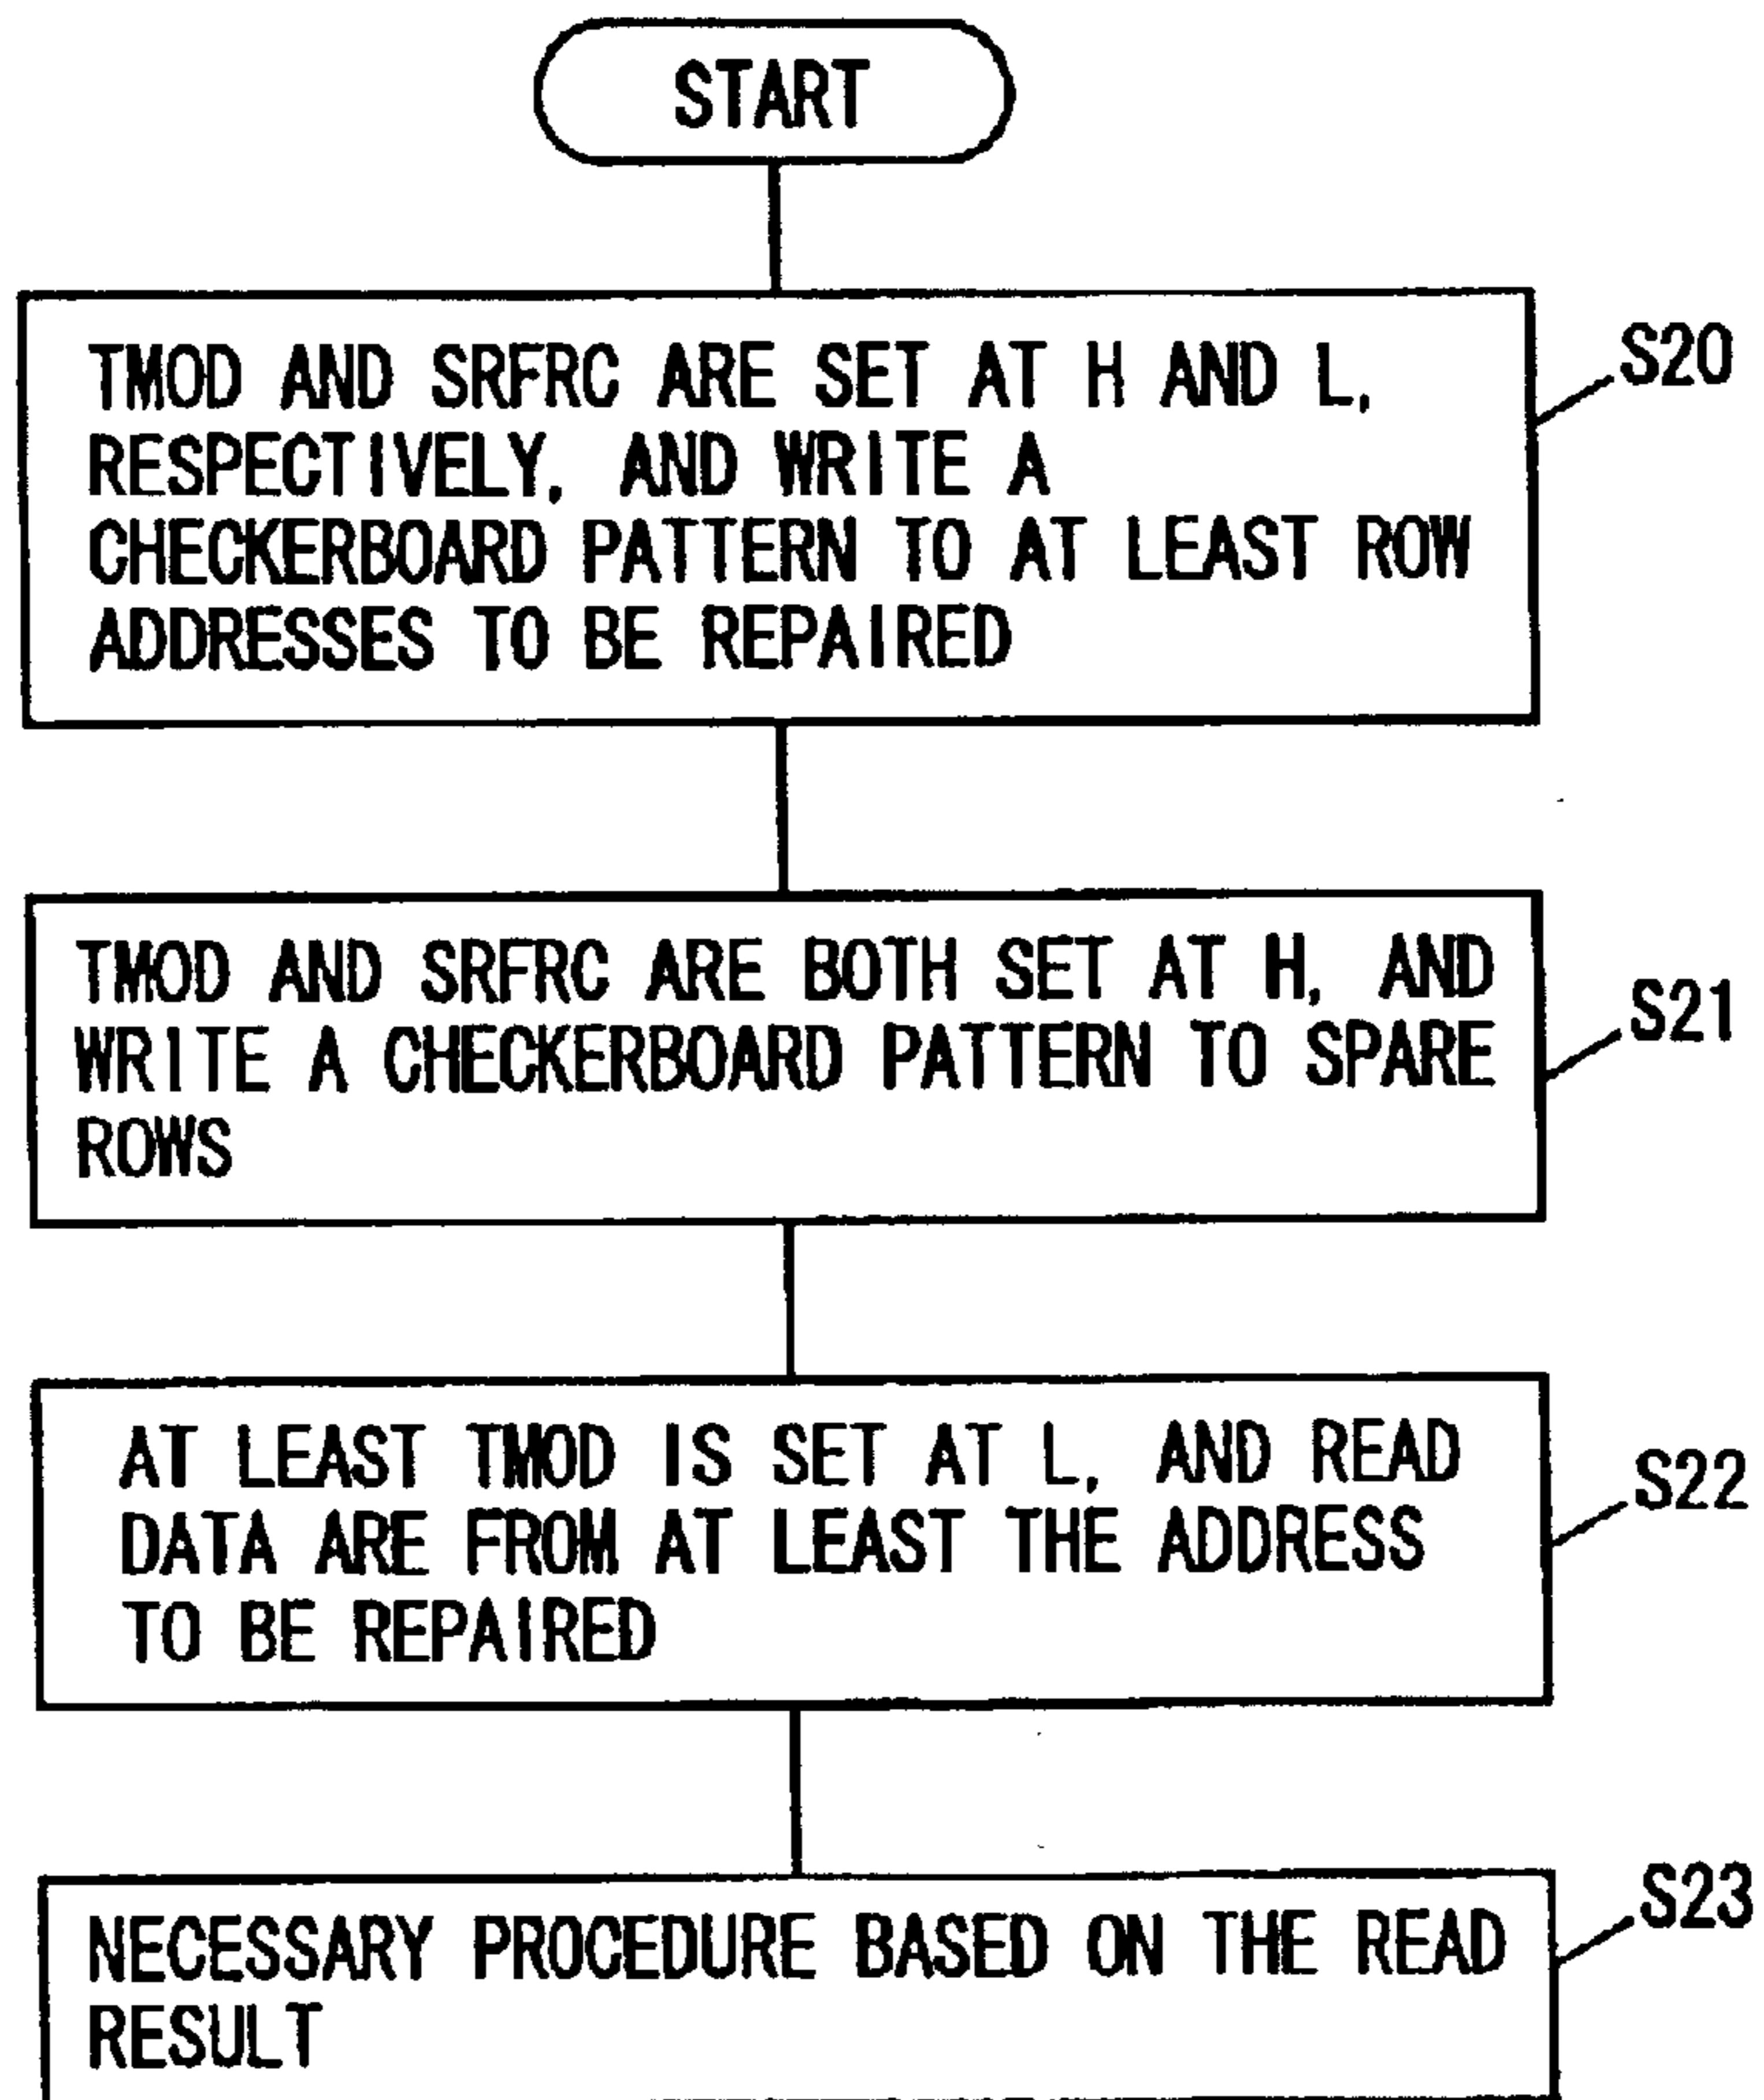 START
TMOD AND SRFRC ARE SET AT H AND L,
RESPECTIVELY, AND WRITE A
CHECKERBOARD PATTERN TO AT LEAST ROW
ADDRESSES TO BE REPAIRED
S20
TMOD AND SRFRC ARE BOTH SET AT H, AND
WRITE A CHECKERBOARD PATTERN TO SPARE
ROWS
S21
AT LEAST TMOD IS SET AT L, AND READ
DATA ARE FROM AT LEAST THE ADDRESS
TO BE REPAIRED
S22
NECESSARY PROCEDURE BASED ON THE READ
RESULT
S23